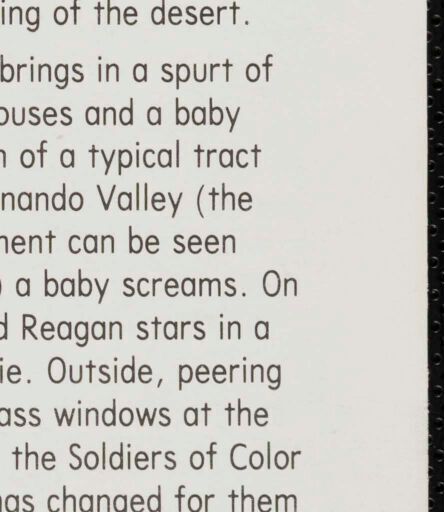 ing of the desert.
brings in a spurt of
ouses and a baby
of a typical tract
nando Valley (the
ment can be seen
) a baby screams. On
d Reagan stars in a
ie. Outside, peering
ass windows at the
the Soldiers of Color
has changed for them